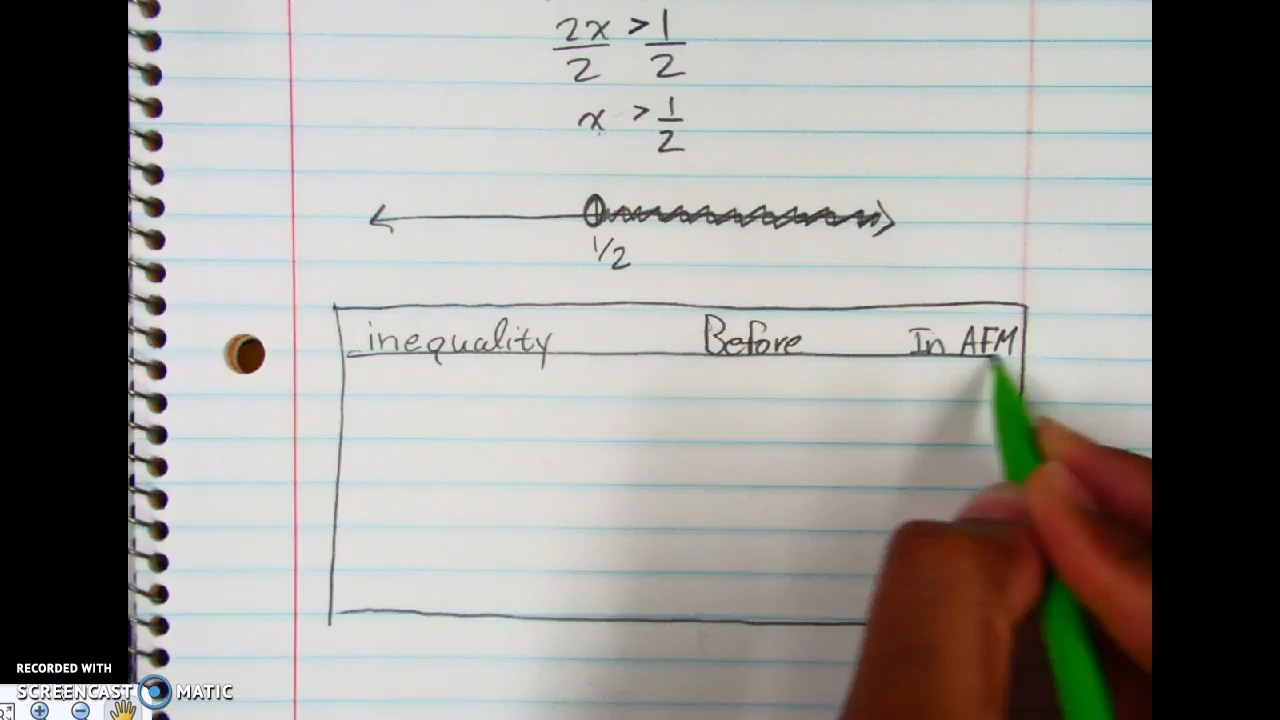 2x > 1
2 2
x > 1
2
1/2
inequality Before In AFM
RECORDED WITH
SCREENCAST MATIC